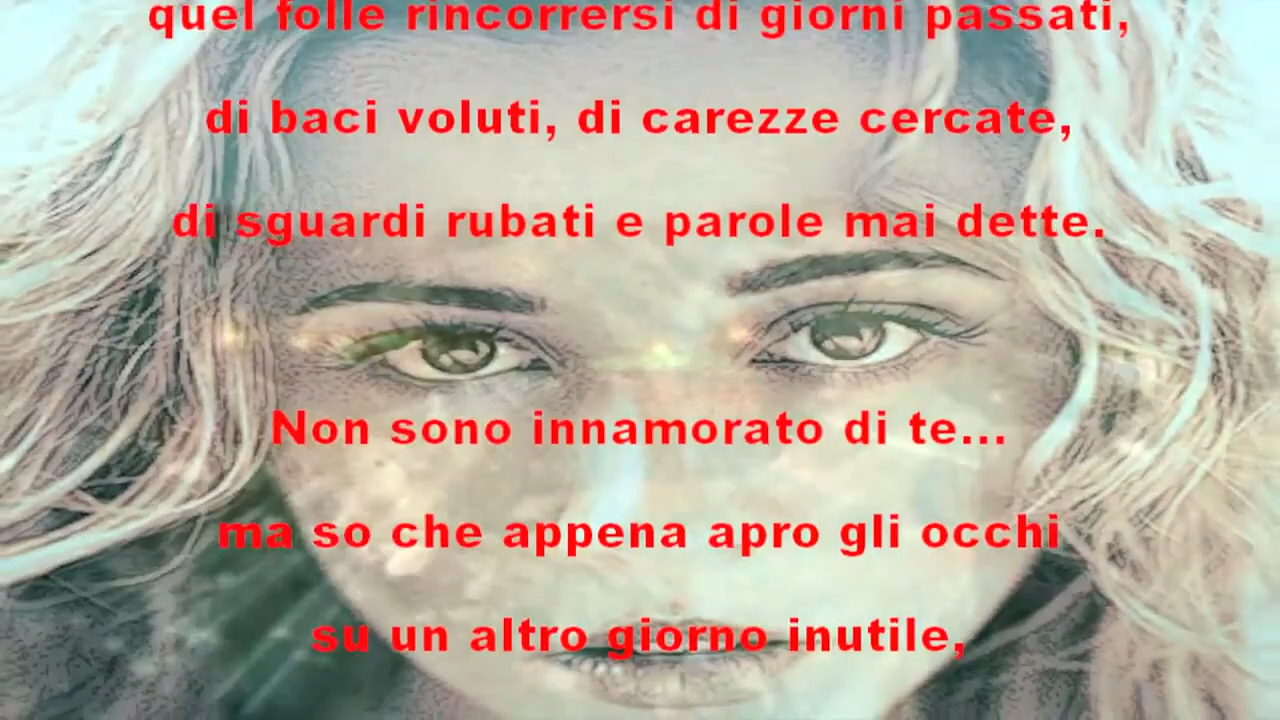 quel folle rincorrersi di giorni passati,
di baci voluti, di carezze cercate,
di sguardi rubati e parole mai dette.
Non sono innamorato di te...
ma so che appena apro gli occhi
su un altro giorno inutile,